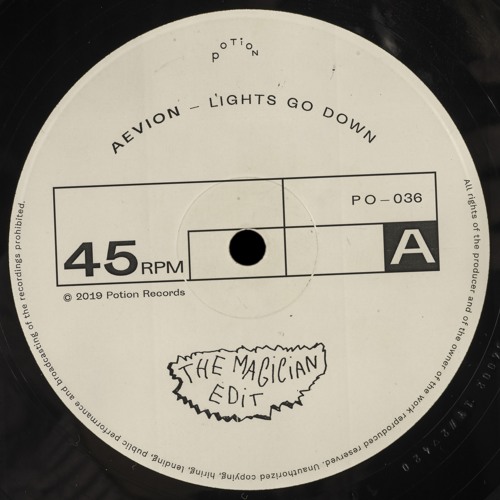 POTION
AEVION – LIGHTS GO DOWN
PO–036
45 RPM
A
© 2019 Potion Records
THE MAGICIAN
EDIT
All rights of the producer and of the owner of the work reproduced reserved. Unauthorized copying, hiring, lending, public performance and broadcasting of the recordings prohibited.